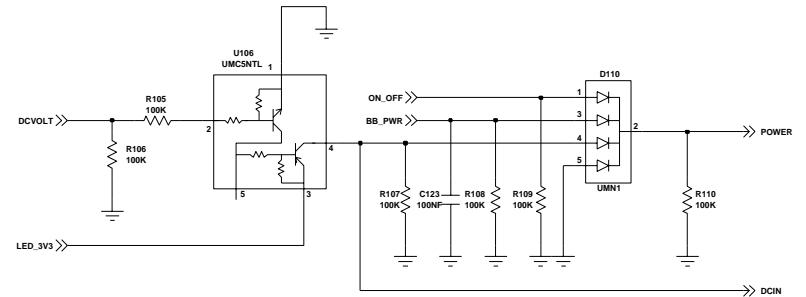 U106
UMC5NTL
1
2
4
5
3
DCVOLT
R105
100K
R106
100K
LED_3V3
ON_OFF
BB_PWR
R107
100K
C123
100NF
R108
100K
R109
100K
D110
1
3
4
5
2
UMN1
POWER
R110
100K
DCIN